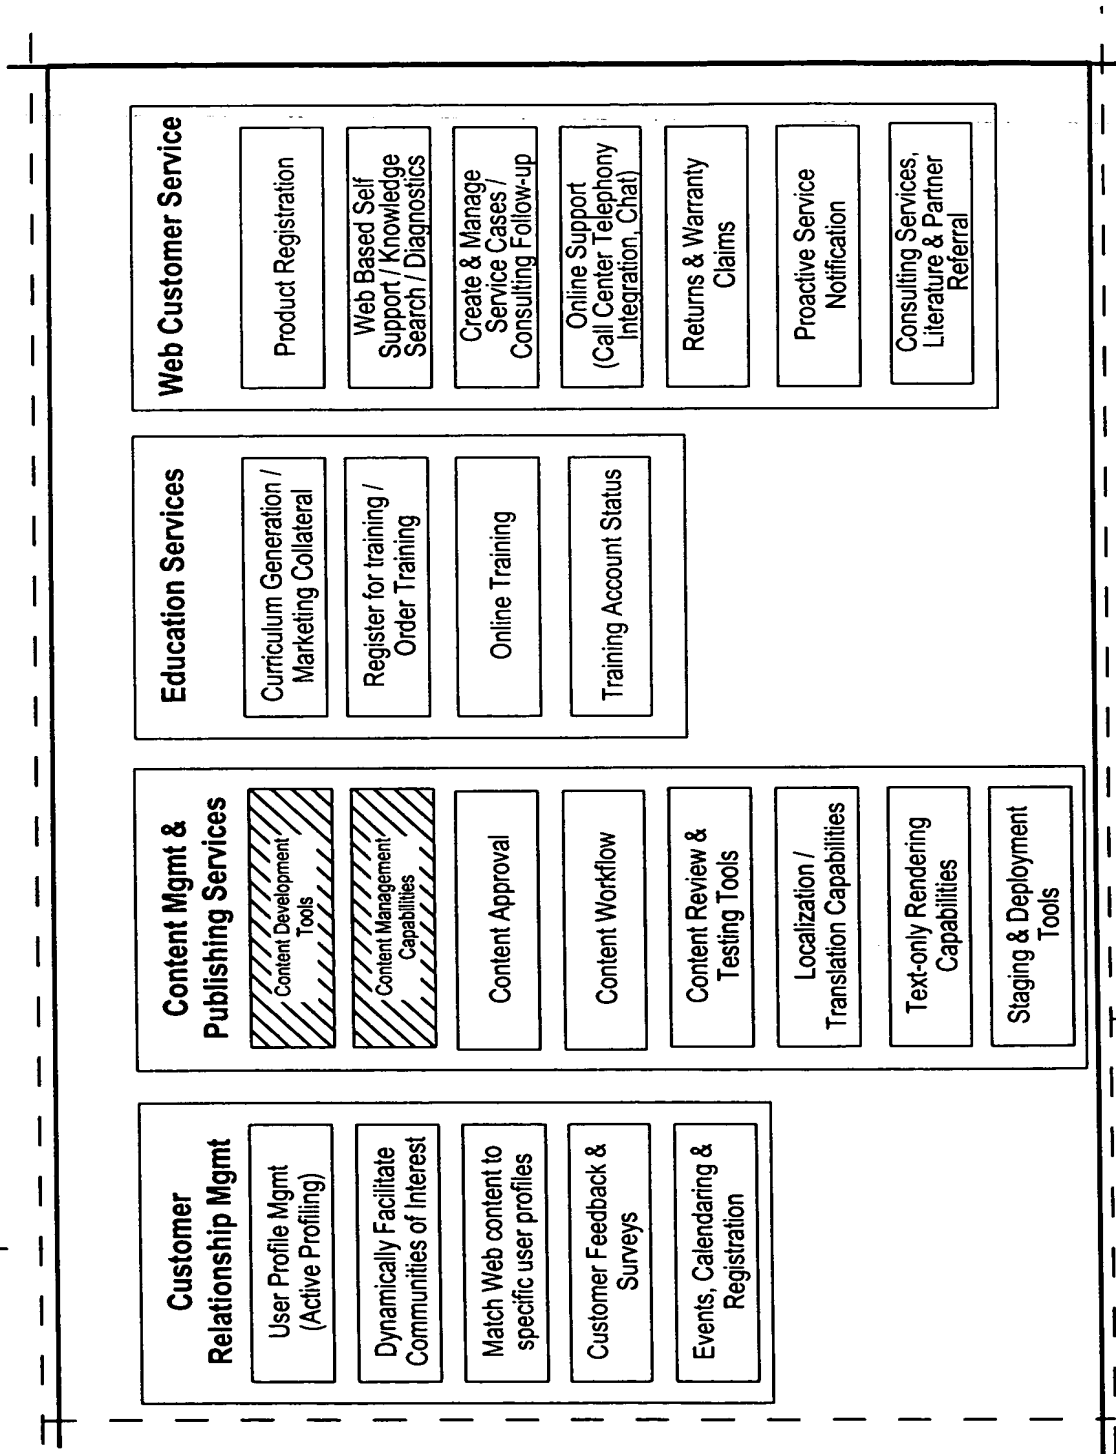 Customer
Relationship Mgmt
User Profile Mgmt
(Active Profiling)
Dynamically Facilitate
Communities of Interest
Match Web content to
specific user profiles
Customer Feedback &
Surveys
Events, Calendaring &
Registration
Content Mgmt &
Publishing Services
Content Development
Tools
Content Management
Capabilities
Content Approval
Content Workflow
Content Review &
Testing Tools
Localization /
Translation Capabilities
Text-only Rendering
Capabilities
Staging & Deployment
Tools
Education Services
Curriculum Generation /
Marketing Collateral
Register for training /
Order Training
Online Training
Training Account Status
Web Customer Service
Product Registration
Web Based Self
Support / Knowledge
Search / Diagnostics
Create & Manage
Service Cases /
Consulting Follow-up
Online Support
(Call Center Telephony
Integration, Chat)
Returns & Warranty
Claims
Proactive Service
Notification
Consulting Services,
Literature & Partner
Referral